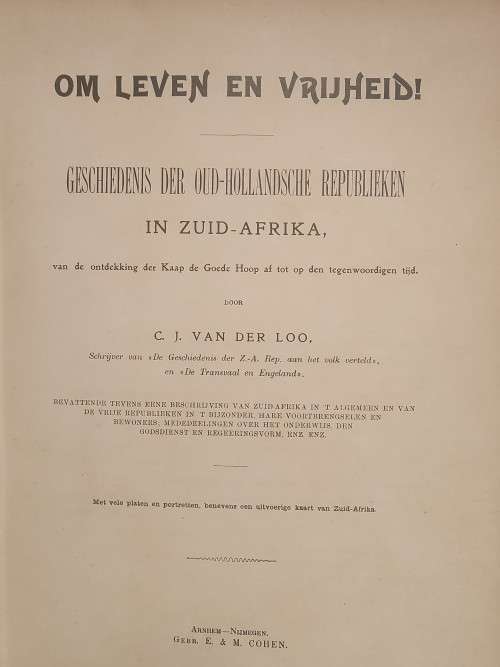 OM LEVEN EN VRIJHEID!
GESCHIEDENIS DER OUD-HOLLANDSCHE REPUBLIEKEN
IN ZUID-AFRIKA,
van de ontdekking der Kaap de Goede Hoop af tot op den tegenwoordigen tijd.
DOOR
C. J. VAN DER LOO,
Schrijver van «De Geschiedenis der Z.-A. Rep. aan het volk verteld»,
en «De Transvaal en Engeland».
BEVATTENDE TEVENS EENE BESCHRIJVING VAN ZUID-AFRIKA IN 'T ALGEMEEN EN VAN
DE VRIJE REPUBLIEKEN IN 'T BIJZONDER, HARE VOORTBRENGSELEN EN
BEWONERS; MEDEDEELINGEN OVER HET ONDERWIJS, DEN
GODSDIENST EN REGEERINGSVORM, ENZ. ENZ.
Met vele platen en portretten, benevens een uitvoerige kaart van Zuid-Afrika.
ARNHEM—NIJMEGEN,
GEBR. E. & M. COHEN.